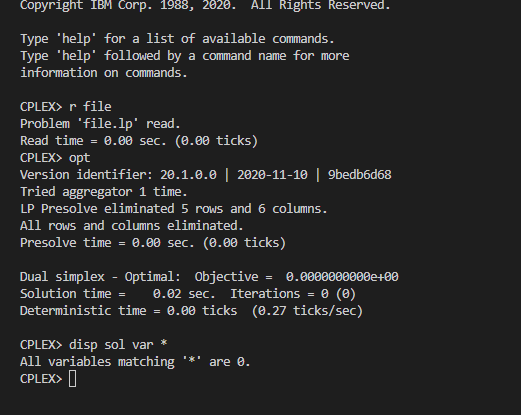 Copyright IBM Corp. 1988, 2020.  All Rights Reserved.
Type 'help' for a list of available commands.
Type 'help' followed by a command name for more
information on commands.
CPLEX> r file
Problem 'file.lp' read.
Read time = 0.00 sec. (0.00 ticks)
CPLEX> opt
Version identifier: 20.1.0.0 | 2020-11-10 | 9bedb6d68
Tried aggregator 1 time.
LP Presolve eliminated 5 rows and 6 columns.
All rows and columns eliminated.
Presolve time = 0.00 sec. (0.00 ticks)
Dual simplex - Optimal:  Objective =  0.0000000000e+00
Solution time =    0.02 sec.  Iterations = 0 (0)
Deterministic time = 0.00 ticks  (0.27 ticks/sec)
CPLEX> disp sol var *
All variables matching '*' are 0.
CPLEX>